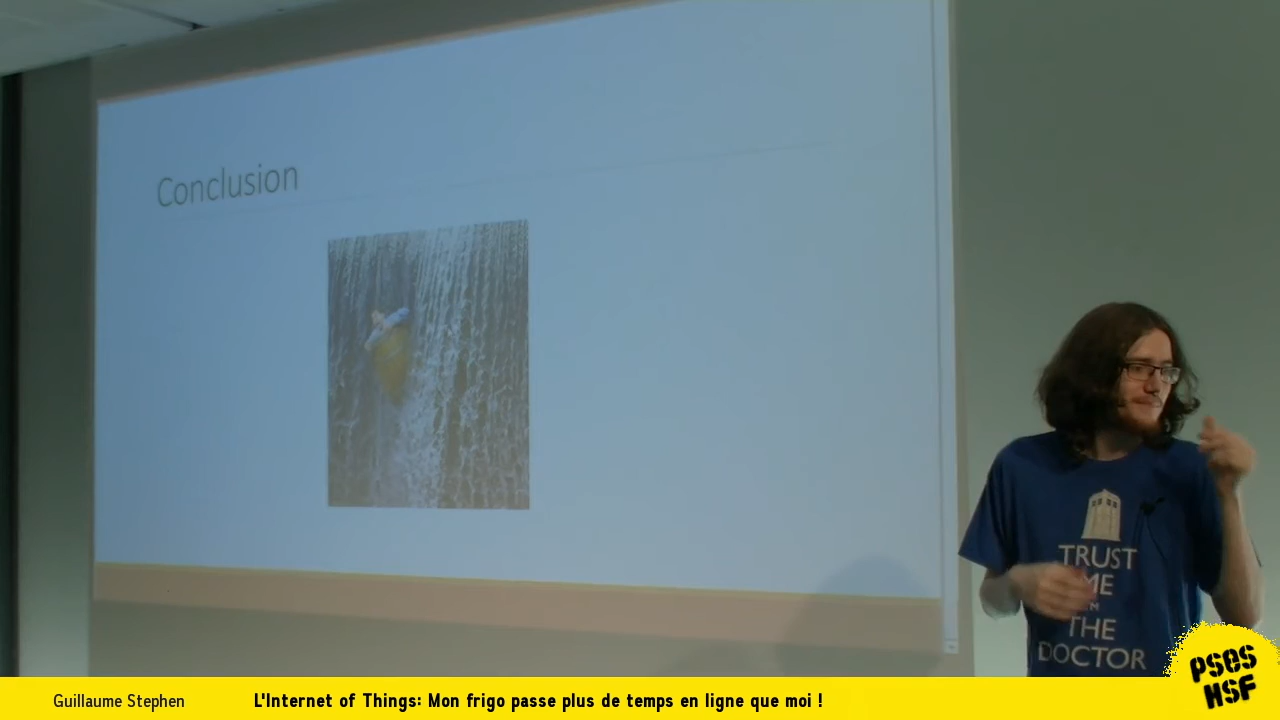 Conclusion
TRUST
ME
I'M
THE
DOCTOR
PSES
HSF
Guillaume Stephen
L'Internet of Things: Mon frigo passe plus de temps en ligne que moi !